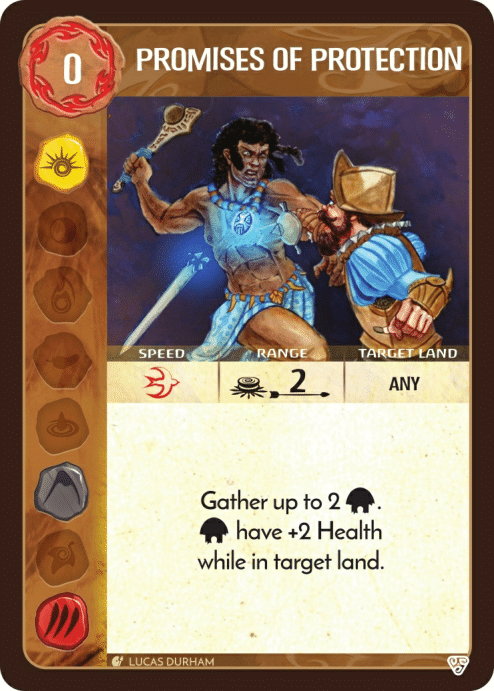 0
PROMISES OF PROTECTION
SPEED RANGE TARGET LAND
2 ANY
Gather up to 2 .
have +2 Health
while in target land.
LUCAS DURHAM